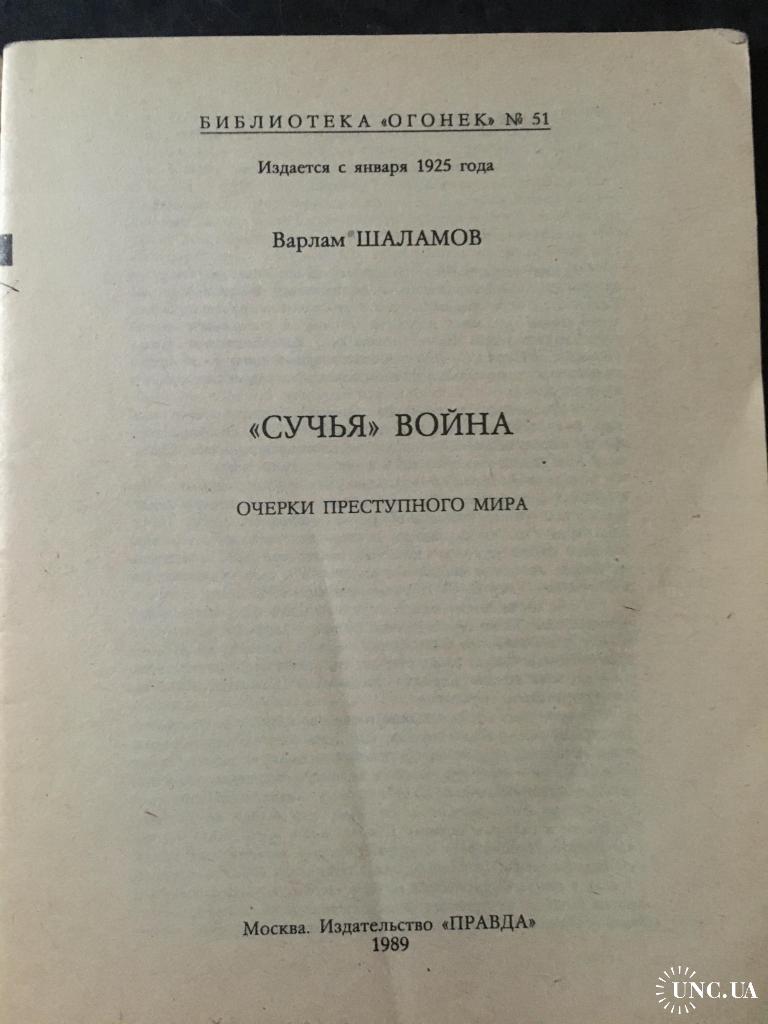 БИБЛИОТЕКА «ОГОНЕК» № 51
Издается с января 1925 года
Варлам ШАЛАМОВ
«СУЧЬЯ» ВОЙНА
ОЧЕРКИ ПРЕСТУПНОГО МИРА
Москва. Издательство «ПРАВДА»
1989
UNC.UA